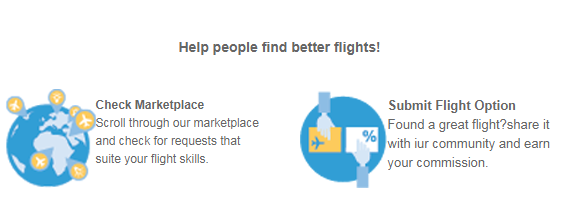 Help people find better flights!
Check Marketplace
Scroll through our marketplace
and check for requests that
suite your flight skills.
Submit Flight Option
Found a great flight?share it
with iur community and earn
your commission.
%